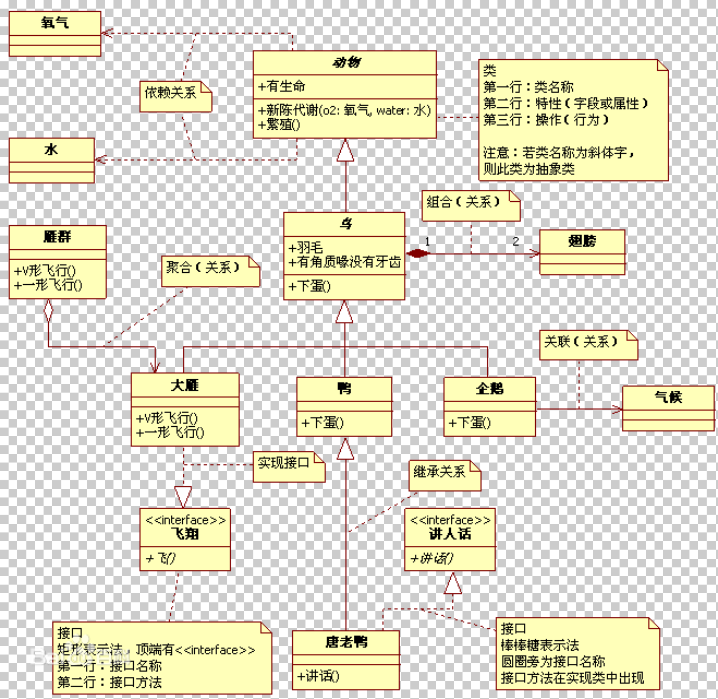 氧气
动物
+有生命
+新陈代谢(o2: 氧气, water: 水)
+繁殖()
类
第一行：类名称
第二行：特性（字段或属性）
第三行：操作（行为）
注意：若类名称为斜体字，
则此类为抽象类
依赖关系
水
鸟
+羽毛
+有角质喙没有牙齿
+下蛋()
组合（关系）
1
2
翅膀
雁群
+V形飞行()
+一形飞行()
聚合（关系）
关联（关系）
大雁
+V形飞行()
+一形飞行()
鸭
+下蛋()
企鹅
+下蛋()
气候
实现接口
继承关系
<<interface>>
飞翔
+飞()
<<interface>>
讲人话
+讲话()
接口
矩形表示法，顶端有<<interface>>
第一行：接口名称
第二行：接口方法
唐老鸭
+讲话()
接口
棒棒糖表示法
圆圈旁为接口名称
接口方法在实现类中出现